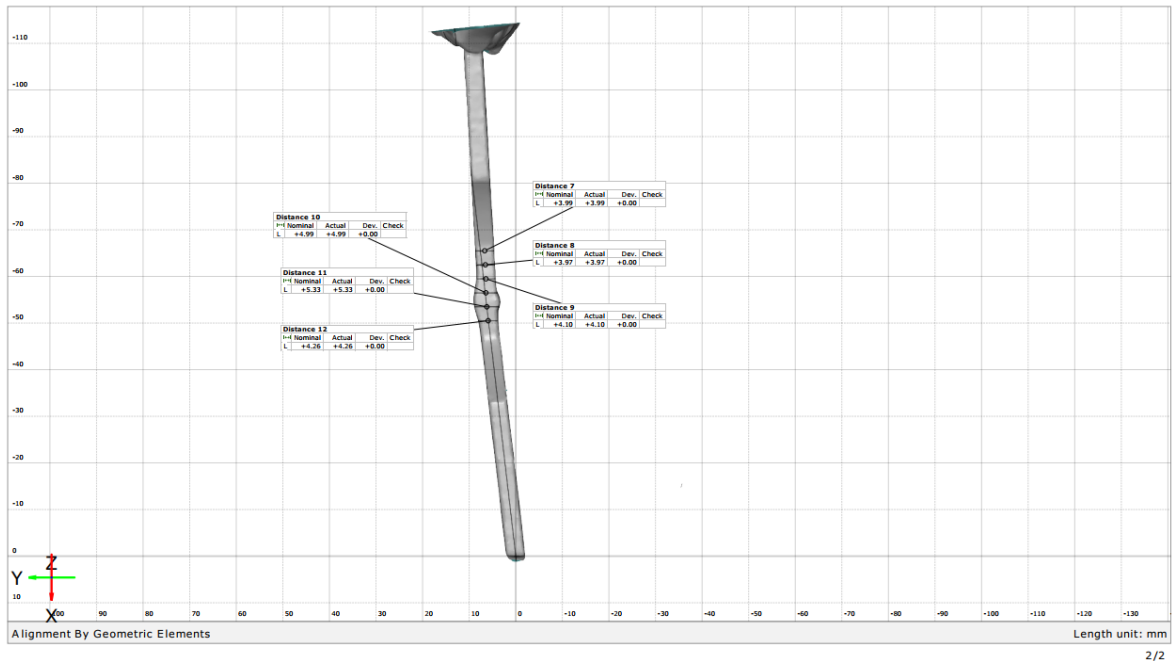 -110
-100
-90
-80
Distance 7
Nominal Actual Dev. Check
L +3.99 +3.99 +0.00
Distance 10
Nominal Actual Dev. Check
L +4.99 +4.99 +0.00
-70
Distance 8
Nominal Actual Dev. Check
L +3.97 +3.97 +0.00
-60
Distance 11
Nominal Actual Dev. Check
L +5.33 +5.33 +0.00
Distance 9
Nominal Actual Dev. Check
L +4.10 +4.10 +0.00
-50
Distance 12
Nominal Actual Dev. Check
L +4.26 +4.26 +0.00
-40
-30
-20
-10
0
Z
Y
10
X
100 90 80 70 60 50 40 30 20 10 0 -10 -20 -30 -40 -50 -60 -70 -80 -90 -100 -110 -120 -130
Alignment By Geometric Elements Length unit: mm
2/2